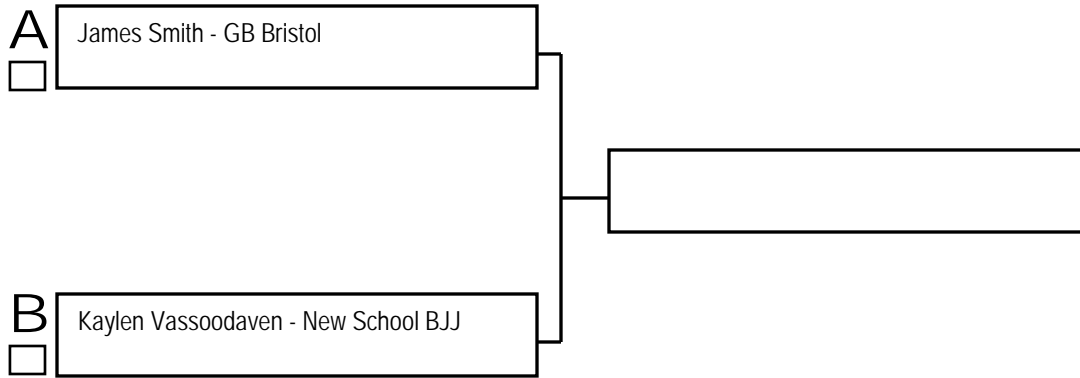 A
James Smith - GB Bristol
B
Kaylen Vassoodaven - New School BJJ